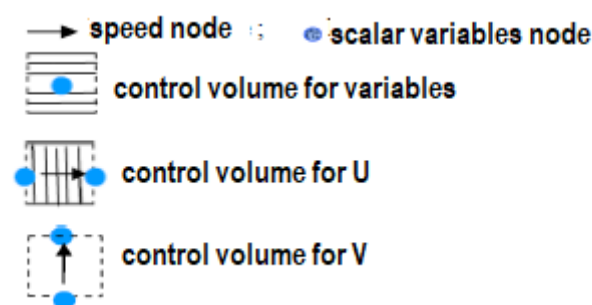 speed node ; scalar variables node
control volume for variables
control volume for U
control volume for V